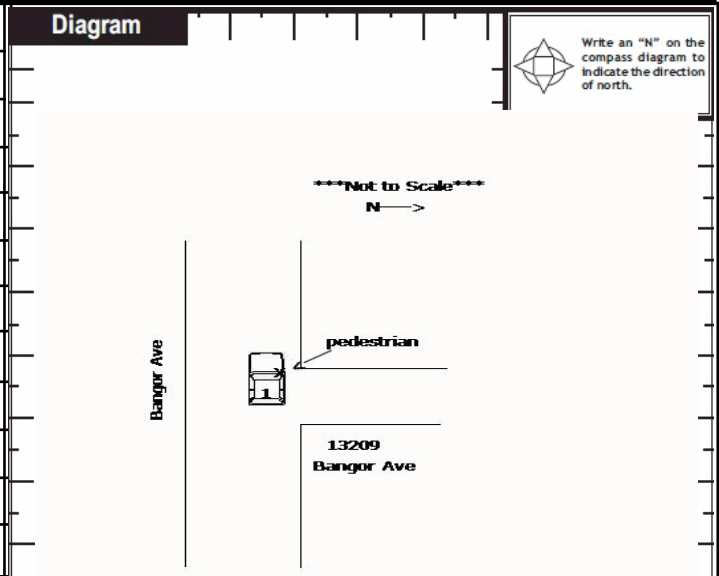 Diagram
Write an "N" on the
compass diagram to
indicate the direction
of north.
***Not to Scale***
N--->
pedestrian
Bangor Ave
x
1
13209
Bangor Ave